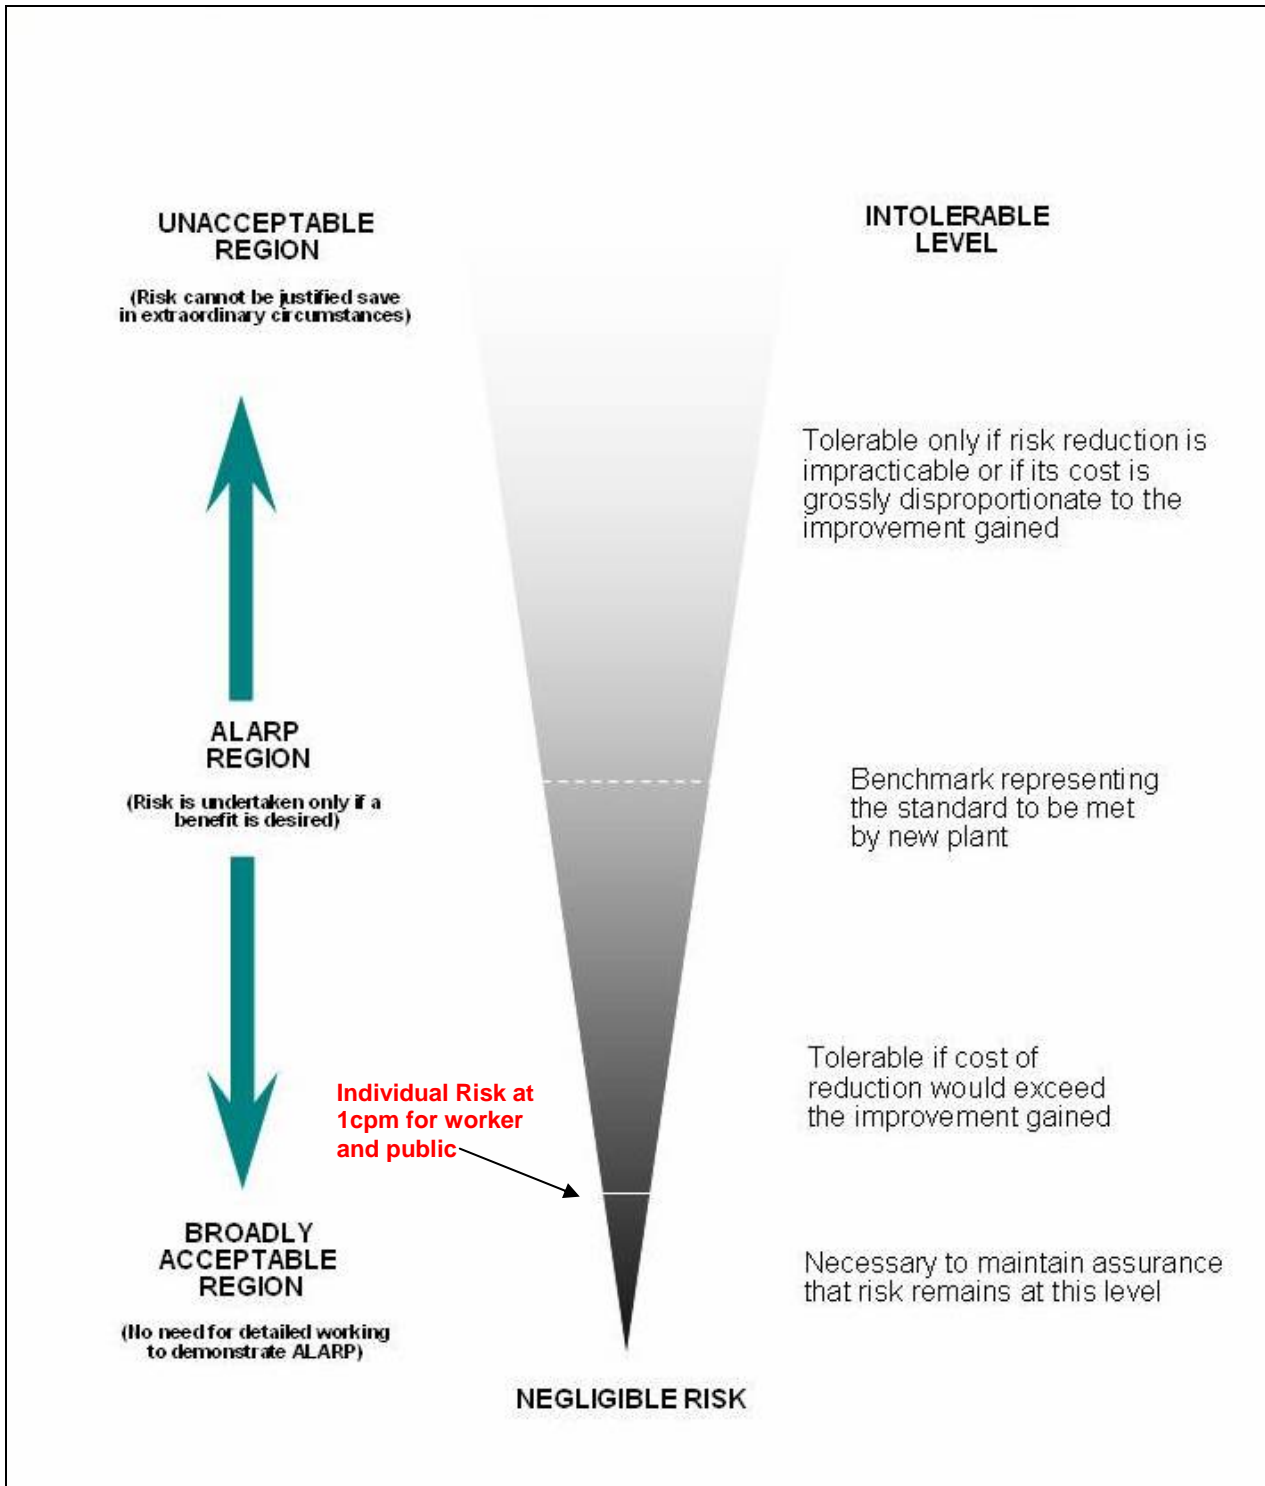 UNACCEPTABLE
REGION
(Risk cannot be justified save
in extraordinary circumstances)
INTOLERABLE
LEVEL
Tolerable only if risk reduction is
impracticable or if its cost is
grossly disproportionate to the
improvement gained
ALARP
REGION
(Risk is undertaken only if a
benefit is desired)
Benchmark representing
the standard to be met
by new plant
Tolerable if cost of
reduction would exceed
the improvement gained
Individual Risk at
1cpm for worker
and public
BROADLY
ACCEPTABLE
REGION
(No need for detailed working
to demonstrate ALARP)
Necessary to maintain assurance
that risk remains at this level
NEGLIGIBLE RISK